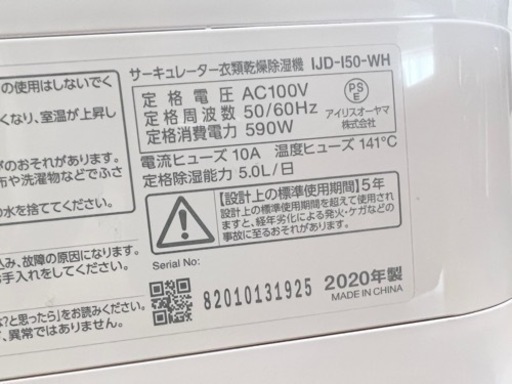 の使用はしないでく
くなり、室温が上昇し
がのおそれがあります。
布や洗濯物などでふさ
の水を捨ててください。
み、故障の原因になります。
お手入れをしてください。
な?と思ったら」をお読みください。
す。異常ではありません。
サーキュレーター衣類乾燥除湿機 IJD-I50-WH
定格電圧 AC100V
定格周波数 50/60Hz
定格消費電力 590W
PS
E
アイリスオーヤマ
株式会社
電流ヒューズ 10A 温度ヒューズ 141℃
定格除湿能力 5.0L/日
【設計上の標準使用期間】5年
設計上の標準使用期間を超えて使用されますと、経年劣化による発火・ケガなどの
事故に至るおそれがあります
Serial No:
82010131925
2020年製
MADE IN CHINA